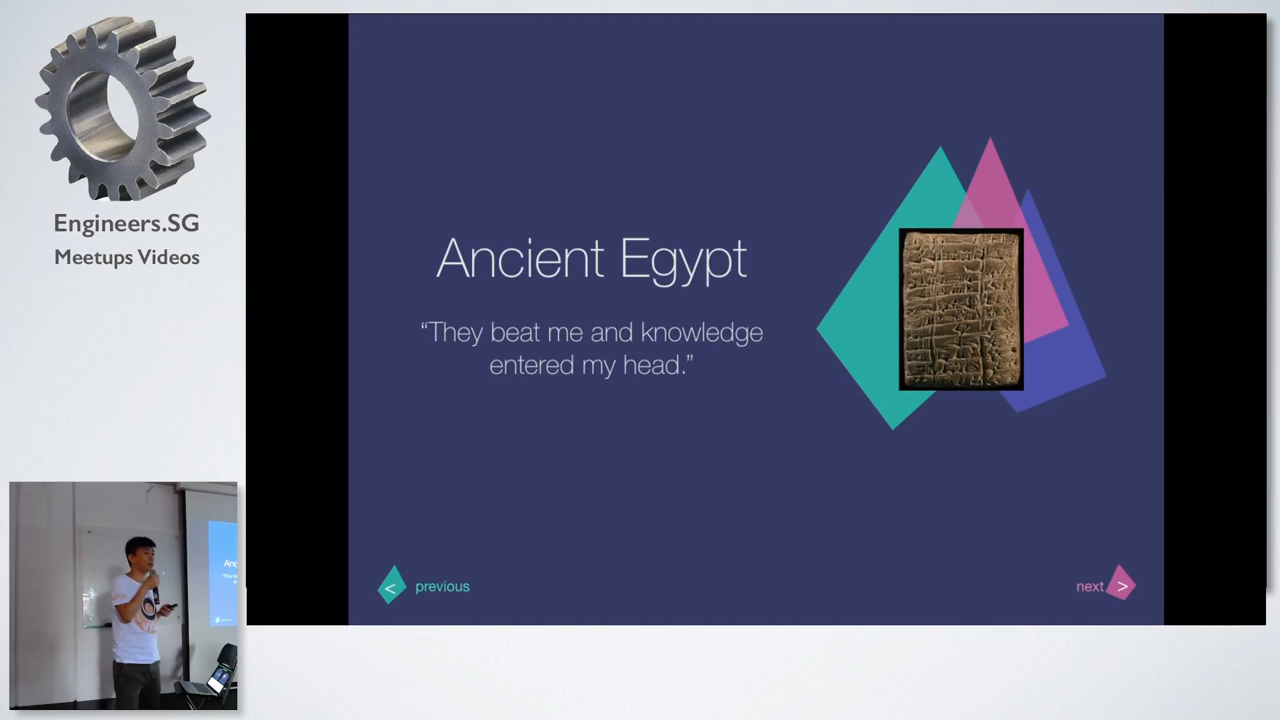 Engineers.SG
Meetups Videos
Ancient Egypt
“They beat me and knowledge
entered my head.”
< previous
next >